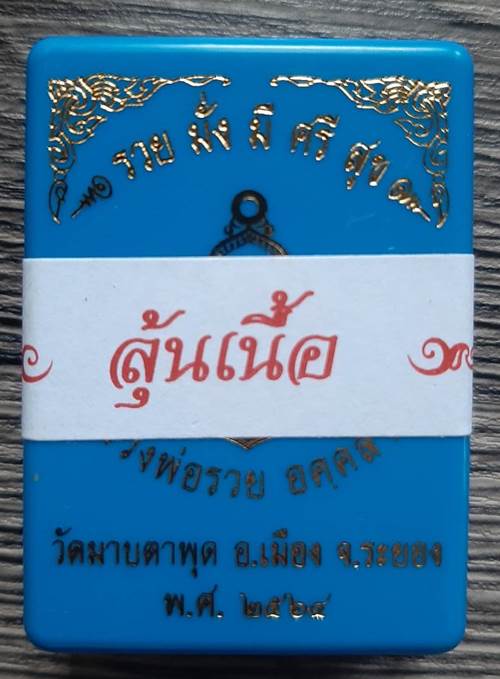 รวย มั่ง มี ศรี สุข
ลุ้นเนื้อ
พ่อรวย
วัดมาบตาพุด อ.เมือง จ.ระยอง
พ.ศ. ๒๕๖๔